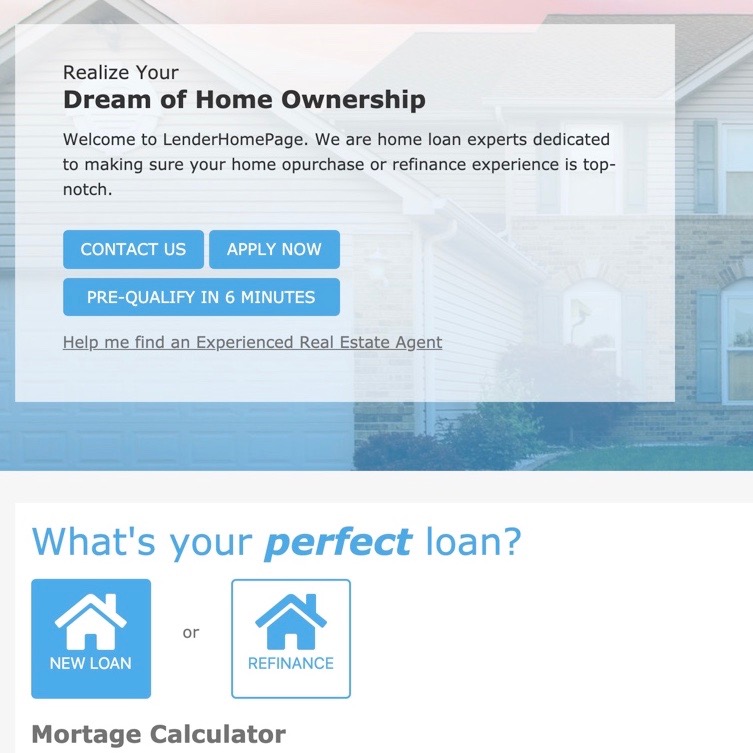 Realize Your
Dream of Home Ownership
Welcome to LenderHomePage. We are home loan experts dedicated
to making sure your home opurchase or refinance experience is top-
notch.
CONTACT US APPLY NOW
PRE-QUALIFY IN 6 MINUTES
Help me find an Experienced Real Estate Agent
What's your perfect loan?
NEW LOAN or REFINANCE
Mortage Calculator